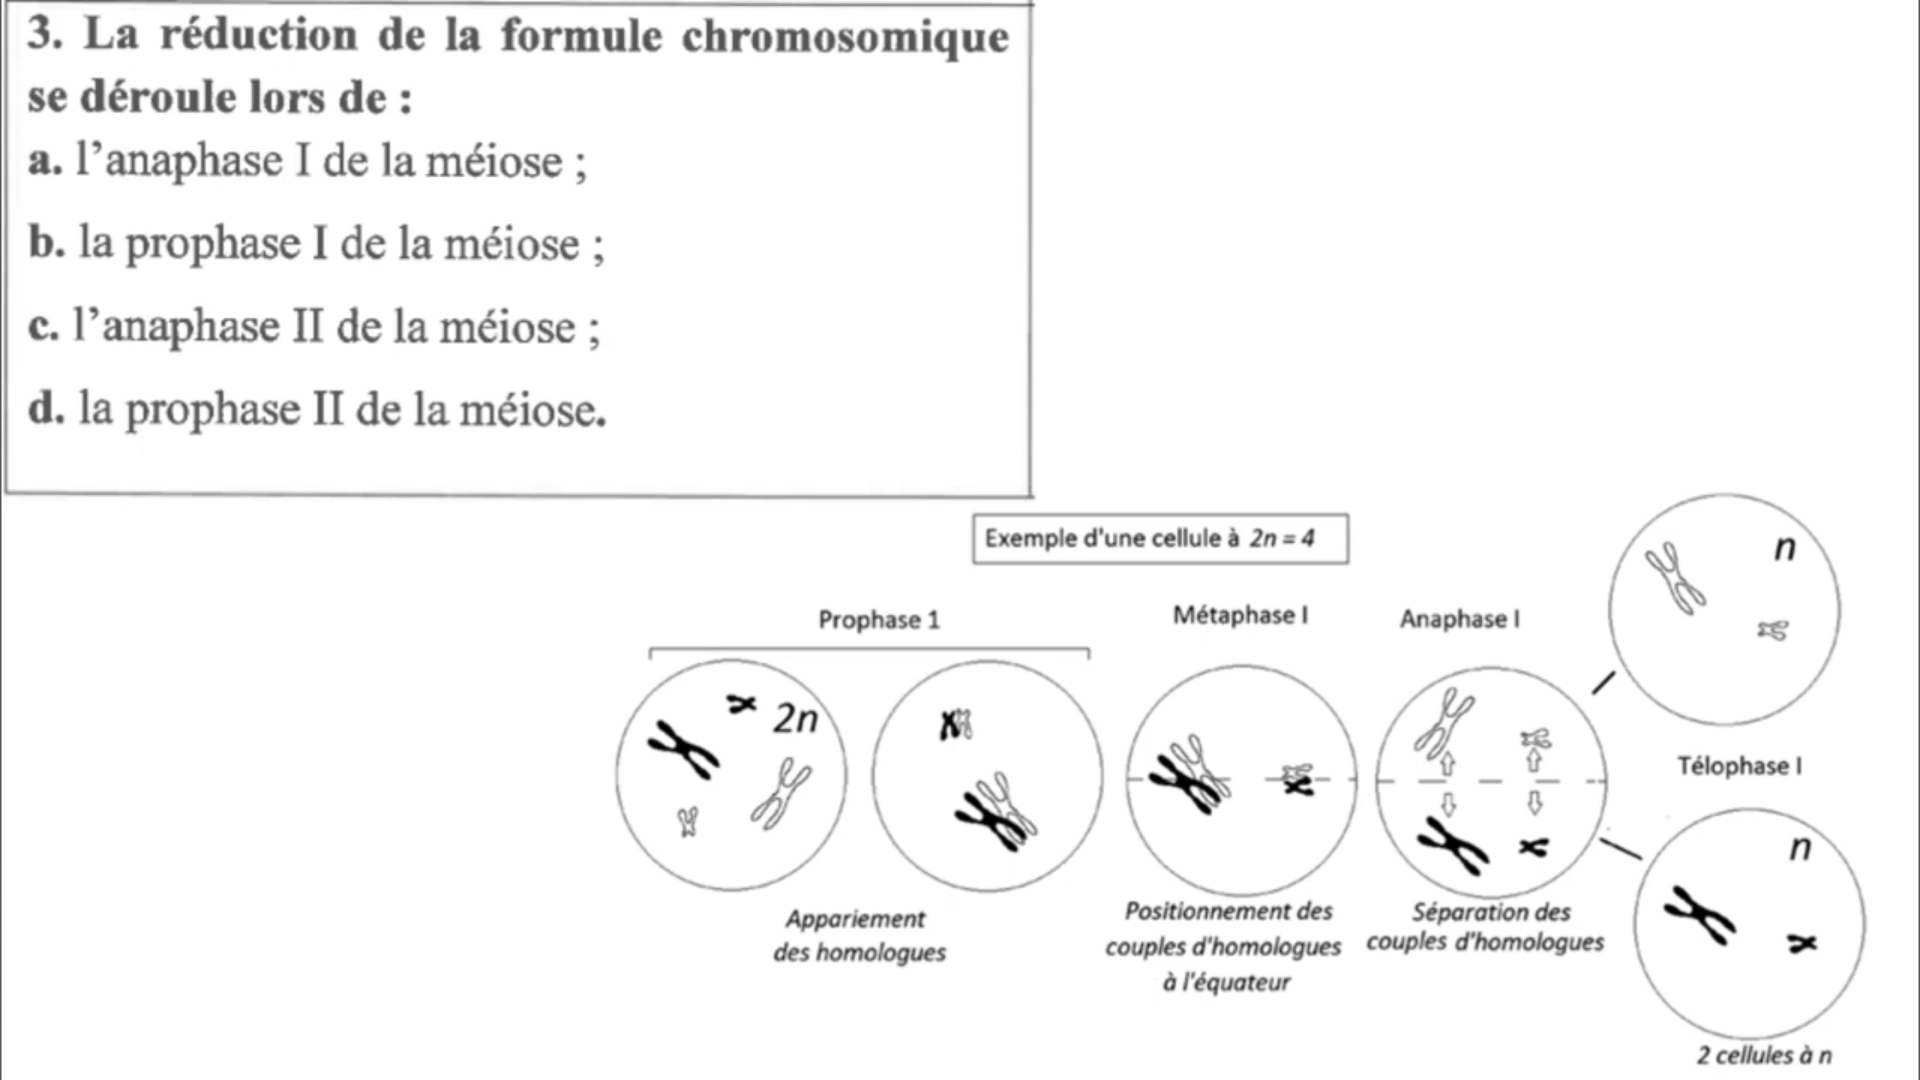 3. La réduction de la formule chromosomique
se déroule lors de :
a. l'anaphase I de la méiose ;
b. la prophase I de la méiose ;
c. l'anaphase II de la méiose ;
d. la prophase II de la méiose.
Exemple d'une cellule à 2n = 4
Prophase 1
Métaphase I
Anaphase I
n
2n
Télophase I
n
Appariement
des homologues
Positionnement des
couples d'homologues
à l'équateur
Séparation des
couples d'homologues
2 cellules à n